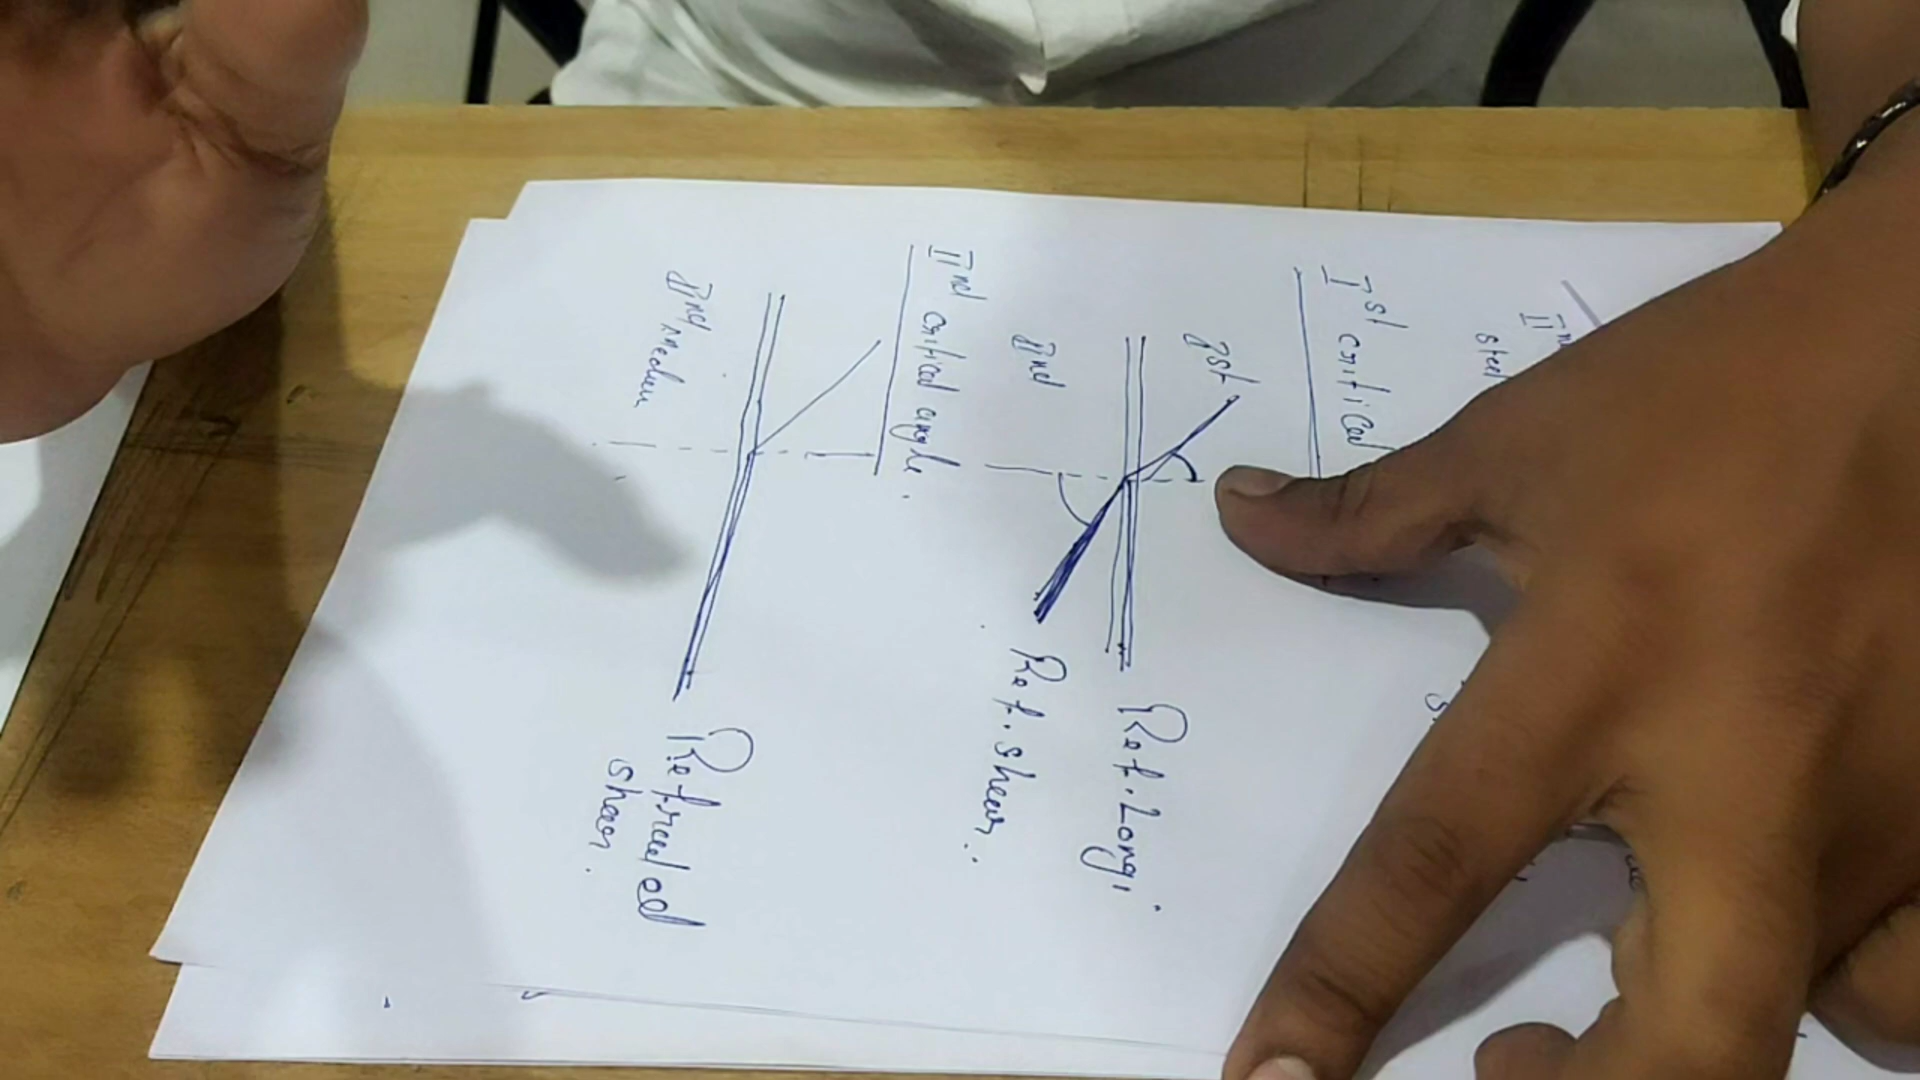 IInd
steel
Ist critical
Ist
IInd
Ref. Longi
Ref. shear.
IInd critical angle.
IInd medium
Refracted
shear.